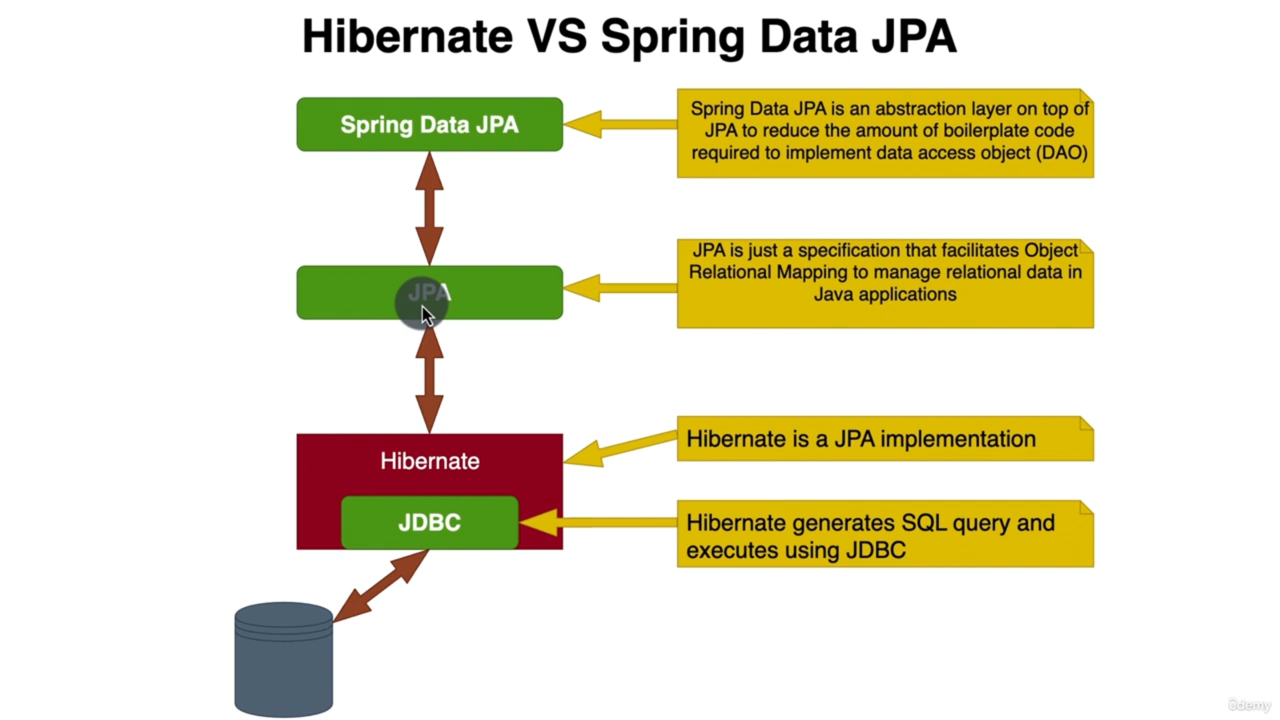 Hibernate VS Spring Data JPA
Spring Data JPA
Spring Data JPA is an abstraction layer on top of
JPA to reduce the amount of boilerplate code
required to implement data access object (DAO)
JPA
JPA is just a specification that facilitates Object
Relational Mapping to manage relational data in
Java applications
Hibernate
Hibernate is a JPA implementation
JDBC
Hibernate generates SQL query and
executes using JDBC
ûdemy